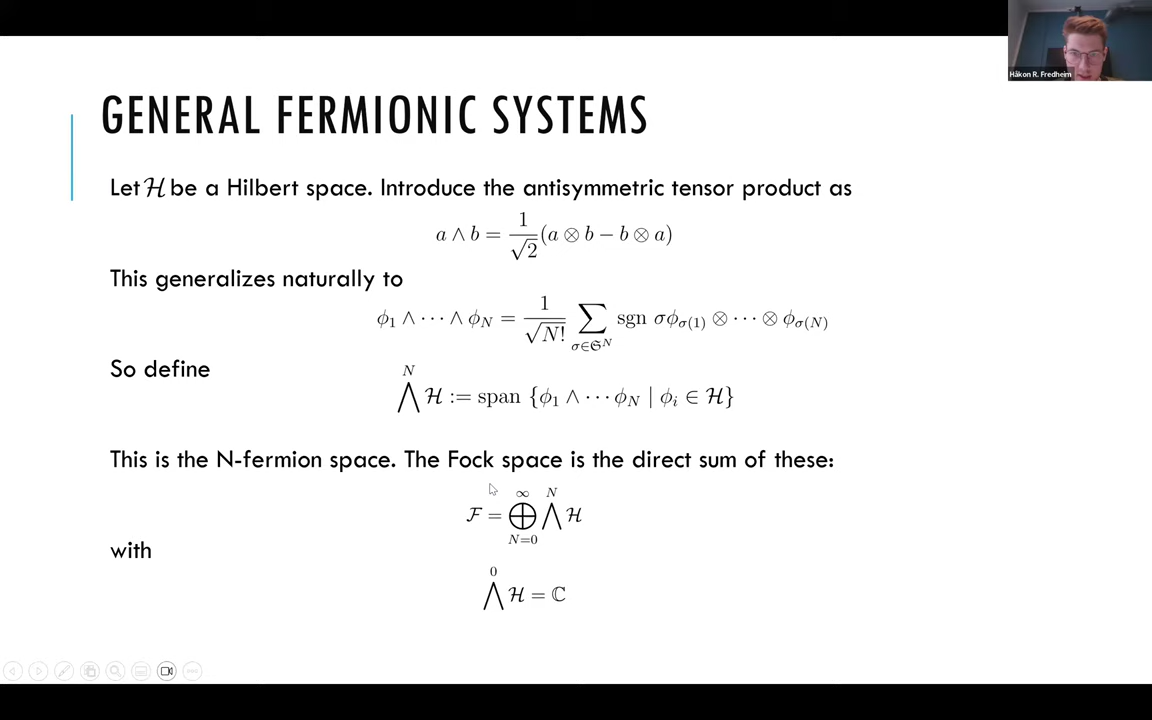 Håkon R. Fredheim
GENERAL FERMIONIC SYSTEMS
Let ℋ be a Hilbert space. Introduce the antisymmetric tensor product as
a ∧ b = 1/√2 (a ⊗ b − b ⊗ a)
This generalizes naturally to
ϕ₁ ∧ ⋯ ∧ ϕ_N = 1/√N! ∑_{σ∈𝔖^N} sgn σϕ_{σ(1)} ⊗ ⋯ ⊗ ϕ_{σ(N)}
So define
⋀^N ℋ := span {ϕ₁ ∧ ⋯ ϕ_N | ϕ_i ∈ ℋ}
This is the N-fermion space. The Fock space is the direct sum of these:
ℱ = ⨁_{N=0}^∞ ⋀^N ℋ
with
⋀^0 ℋ = ℂ